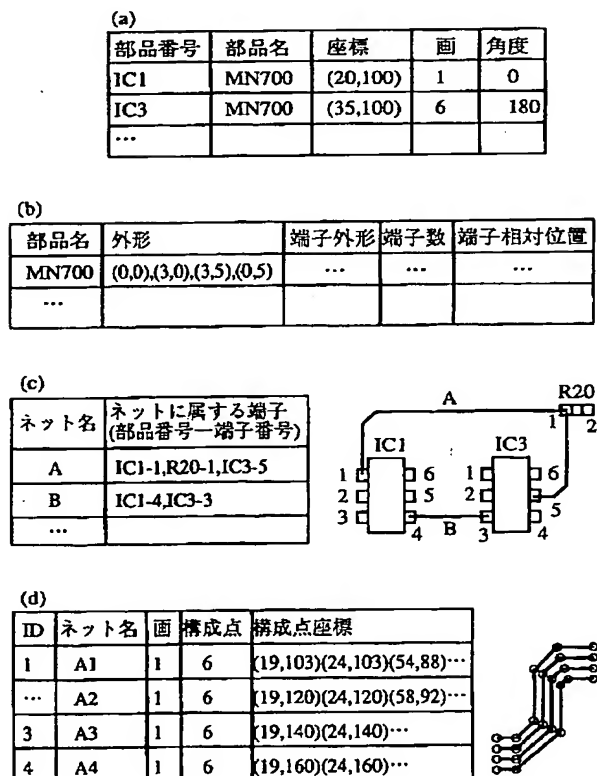 (a)
部品番号 部品名 座標 画 角度
IC1 MN700 (20,100) 1 0
IC3 MN700 (35,100) 6 180
…
(b)
部品名 外形 端子外形 端子数 端子相対位置
MN700 (0,0),(3,0),(3,5),(0,5) … … …
…
(c)
ネット名 ネットに属する端子
(部品番号ー端子番号)
A IC1-1,R20-1,IC3-5
B IC1-4,IC3-3
…
A R20
1 2
IC1 IC3
1 6 1 6
2 5 2 5
3 4 B 3 4
(d)
ID ネット名 画 構成点 構成点座標
1 A1 1 6 (19,103)(24,103)(54,88)…
… A2 1 6 (19,120)(24,120)(58,92)…
3 A3 1 6 (19,140)(24,140)…
4 A4 1 6 (19,160)(24,160)…